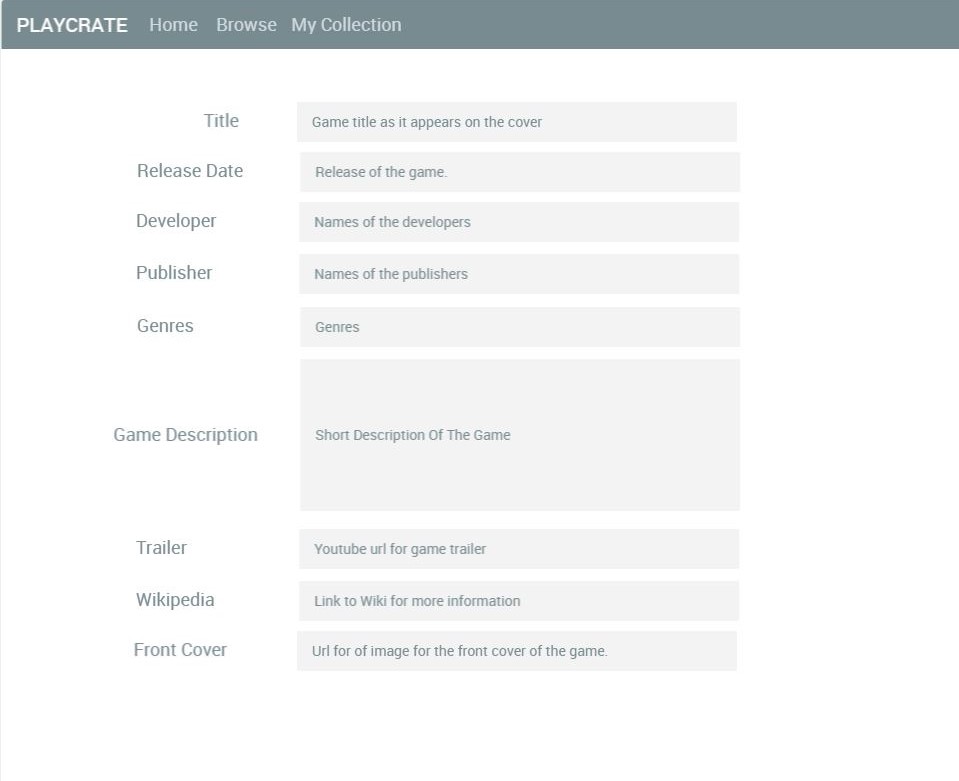 PLAYCRATE Home Browse My Collection
Title Game title as it appears on the cover
Release Date Release of the game.
Developer Names of the developers
Publisher Names of the publishers
Genres Genres
Game Description Short Description Of The Game
Trailer Youtube url for game trailer
Wikipedia Link to Wiki for more information
Front Cover Url for of image for the front cover of the game.